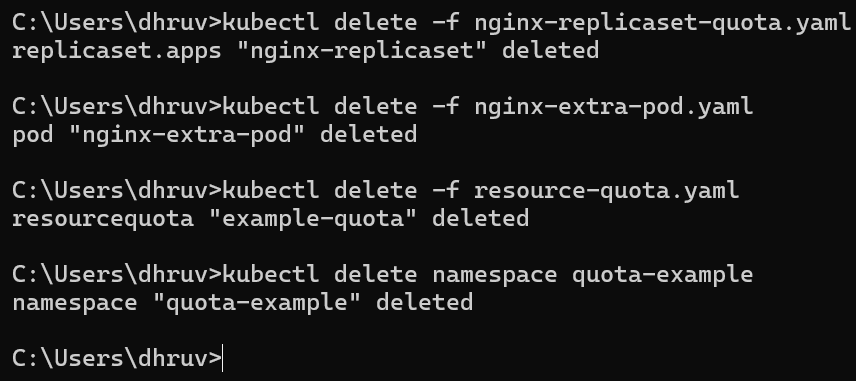 C:\Users\dhruv>kubectl delete -f nginx-replicaset-quota.yaml
replicaset.apps "nginx-replicaset" deleted
C:\Users\dhruv>kubectl delete -f nginx-extra-pod.yaml
pod "nginx-extra-pod" deleted
C:\Users\dhruv>kubectl delete -f resource-quota.yaml
resourcequota "example-quota" deleted
C:\Users\dhruv>kubectl delete namespace quota-example
namespace "quota-example" deleted
C:\Users\dhruv>